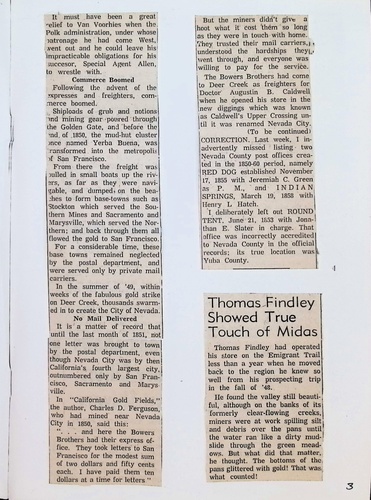 It must have been a great
relief to Van Voorhies when the
Polk administration, under whose
patronage he had come West,
went out and he could leave his
impracticable obligations for his
succesor, Special Agent Allen,
to wrestle with.
Commerce Boomed
Following the advent of the
expresses and freighters, com-
merce boomed.
Shiploads of grob and notions
and mining gear poured through
the Golden Gate, and before the
end of 1850, the mud-hut cluster
once named Yerba Buena, was
transformed into the metropolis
of San Francisco.
From there the freight was
pulled in small boats up the riv-
ers, as far as they were navi-
gable, and dumped on the bea-
ches to form base-towns such as
Stockton which served the Sou-
thern Mines and Sacramento and
Marysville, which served the Nor-
thern; and back through them all
flowed the gold to San Francisco.
For a considerable time, these
base towns remained neglected
by the postal department, and
were served only by private mail
carriers.
In the summer of '49, within
weeks of the fabulous gold strike
on Deer Creek, thousands swarm-
ed in to create the City of Nevada.
No Mail Delivered
It is a matter of record that
until the last month of 1851, not
one letter was brought to town
by the postal department, even
though Nevada City was by then
California's fourth largest city,
outnumbered only by San Fran-
cisco, Sacramento and Marys-
ville.
In "California Gold Fields,"
the author, Charles D. Ferguson,
who had mined near Nevada
City in 1850, said this:
". . . and here the Bowers
Brothers had their express of-
fice. They took letters to San
Francisco for the modest sum
of two dollars and fifty cents
each. I have paid them ten
dollars at a time for letters."
But the miners didn't give a
hoot what it cost them so long
as they were in touch with home.
They trusted their mail carriers,
understood the hardships they
went through, and everyone was
willing to pay for the service.
The Bowers Brothers had come
to Deer Creek as freighters for
Doctor Augustin B. Caldwell
when he opened his store in the
new diggings which was known
as Caldwell's Upper Crossing un-
til it was renamed Nevada City.
(To be continued)
CORRECTION. Last week, I in-
advertently missed listing two
Nevada County post offices creat-
ed in the 1850-60 period, namely
RED DOG established November
17, 1855 with Jeremiah C. Green
as P. M., and INDIAN
SPRINGS, March 19, 1858 with
Henry L. Hatch.
I deliberately left out ROUND
TENT, June 21, 1853 with Jona-
than E. Slater in charge. That
office was incorrectly accredited
to Nevada County in the official
records; its true location was
Yuba County.
Thomas Findley
Showed True
Touch of Midas
Thomas Findley had operated
his store on the Emigrant Trail
less than a year when he moved
back to the region he knew so
well from his prospecting trip
in the fall of '48.
He found the valley still beauti-
ful, although on the banks of its
formerly clear-flowing creeks,
miners were at work spilling silt
and debris over the pans until
the water ran like a dirty mud-
slide through the green mead-
ows. But what did that matter,
he thought. The bottoms of the
pans glittered with gold! That was
what counted!
3